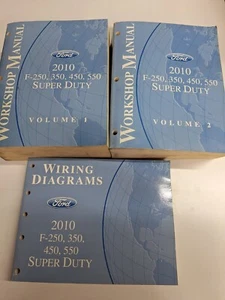 WORKSHOP MANUAL
Ford
2010
F-250, 350, 450, 550
SUPER DUTY
VOLUME 1
WORKSHOP MANUAL
Ford
2010
F-250, 350, 450, 550
SUPER DUTY
VOLUME 2
WIRING
DIAGRAMS
Ford
2010
F-250, 350,
450, 550
SUPER DUTY